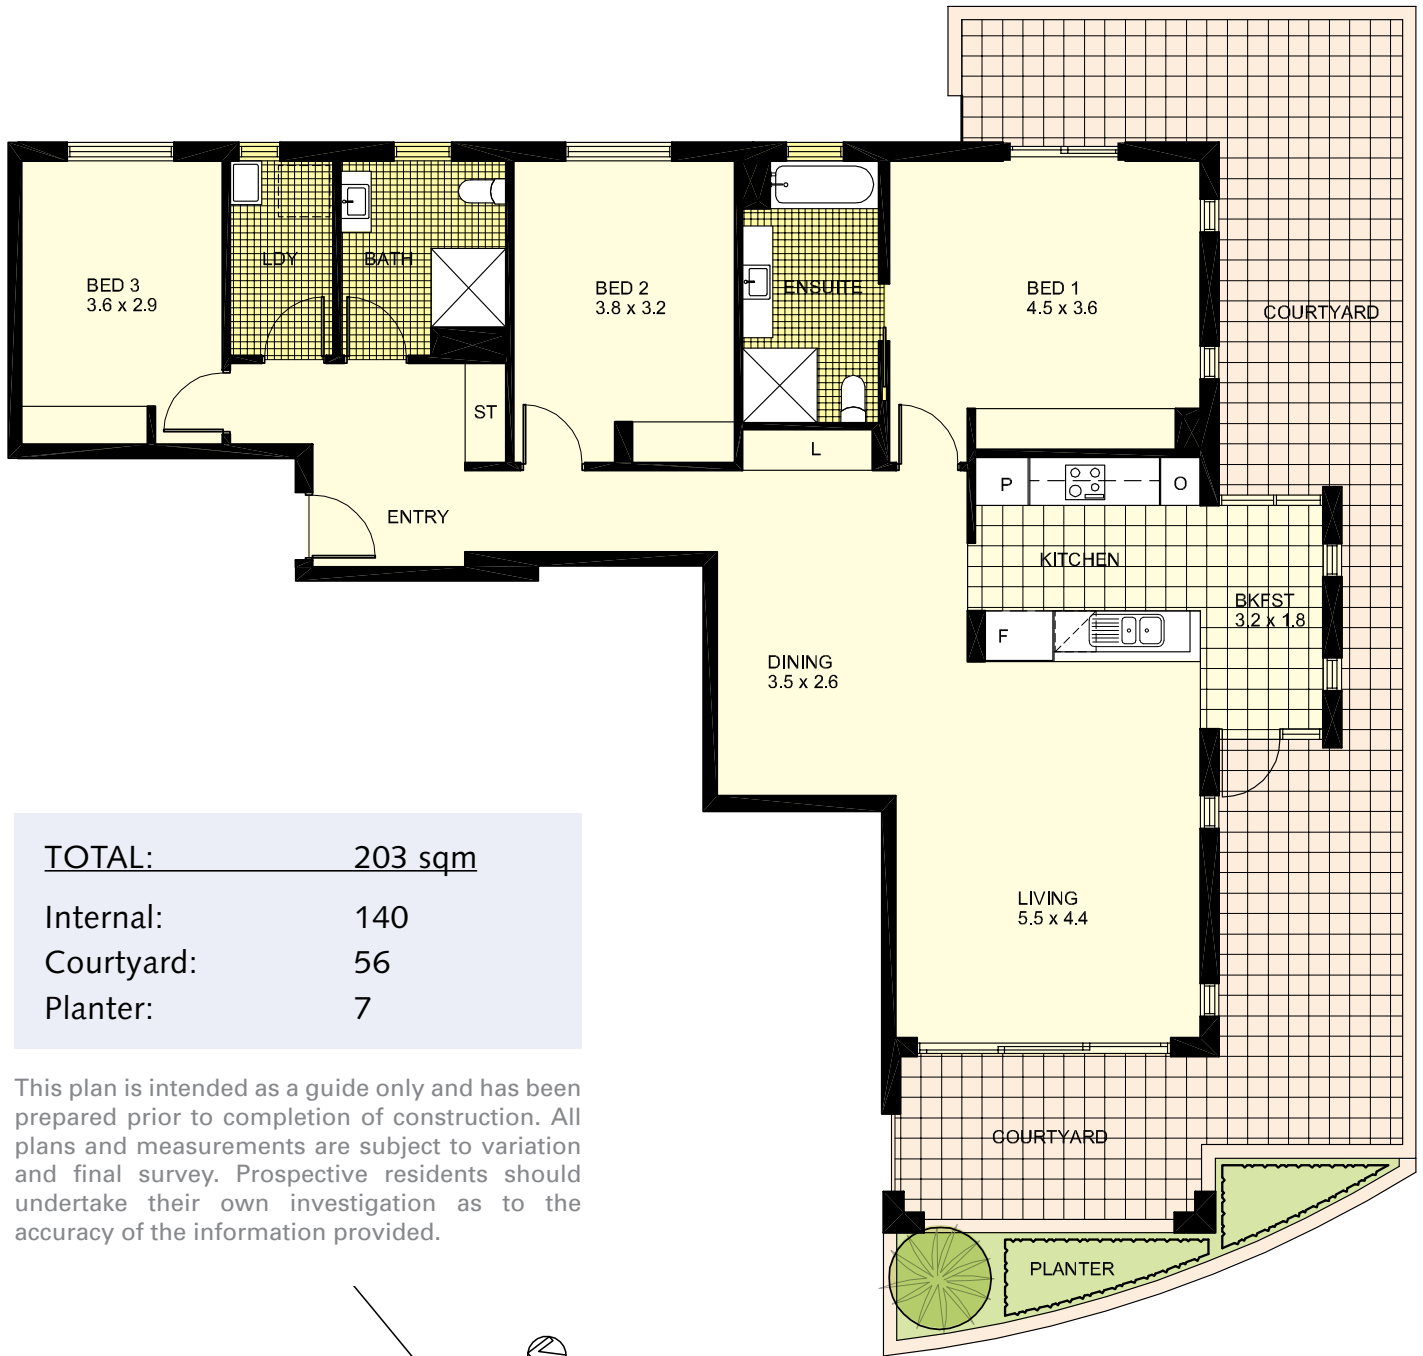 BED 3
3.6 x 2.9
LDY
BATH
BED 2
3.8 x 3.2
ENSUITE
BED 1
4.5 x 3.6
COURTYARD
ST
L
P
O
ENTRY
KITCHEN
BKFST
3.2 x 1.8
F
DINING
3.5 x 2.6
LIVING
5.5 x 4.4
COURTYARD
PLANTER
TOTAL: 203 sqm
Internal: 140
Courtyard: 56
Planter: 7
This plan is intended as a guide only and has been
prepared prior to completion of construction. All
plans and measurements are subject to variation
and final survey. Prospective residents should
undertake their own investigation as to the
accuracy of the information provided.